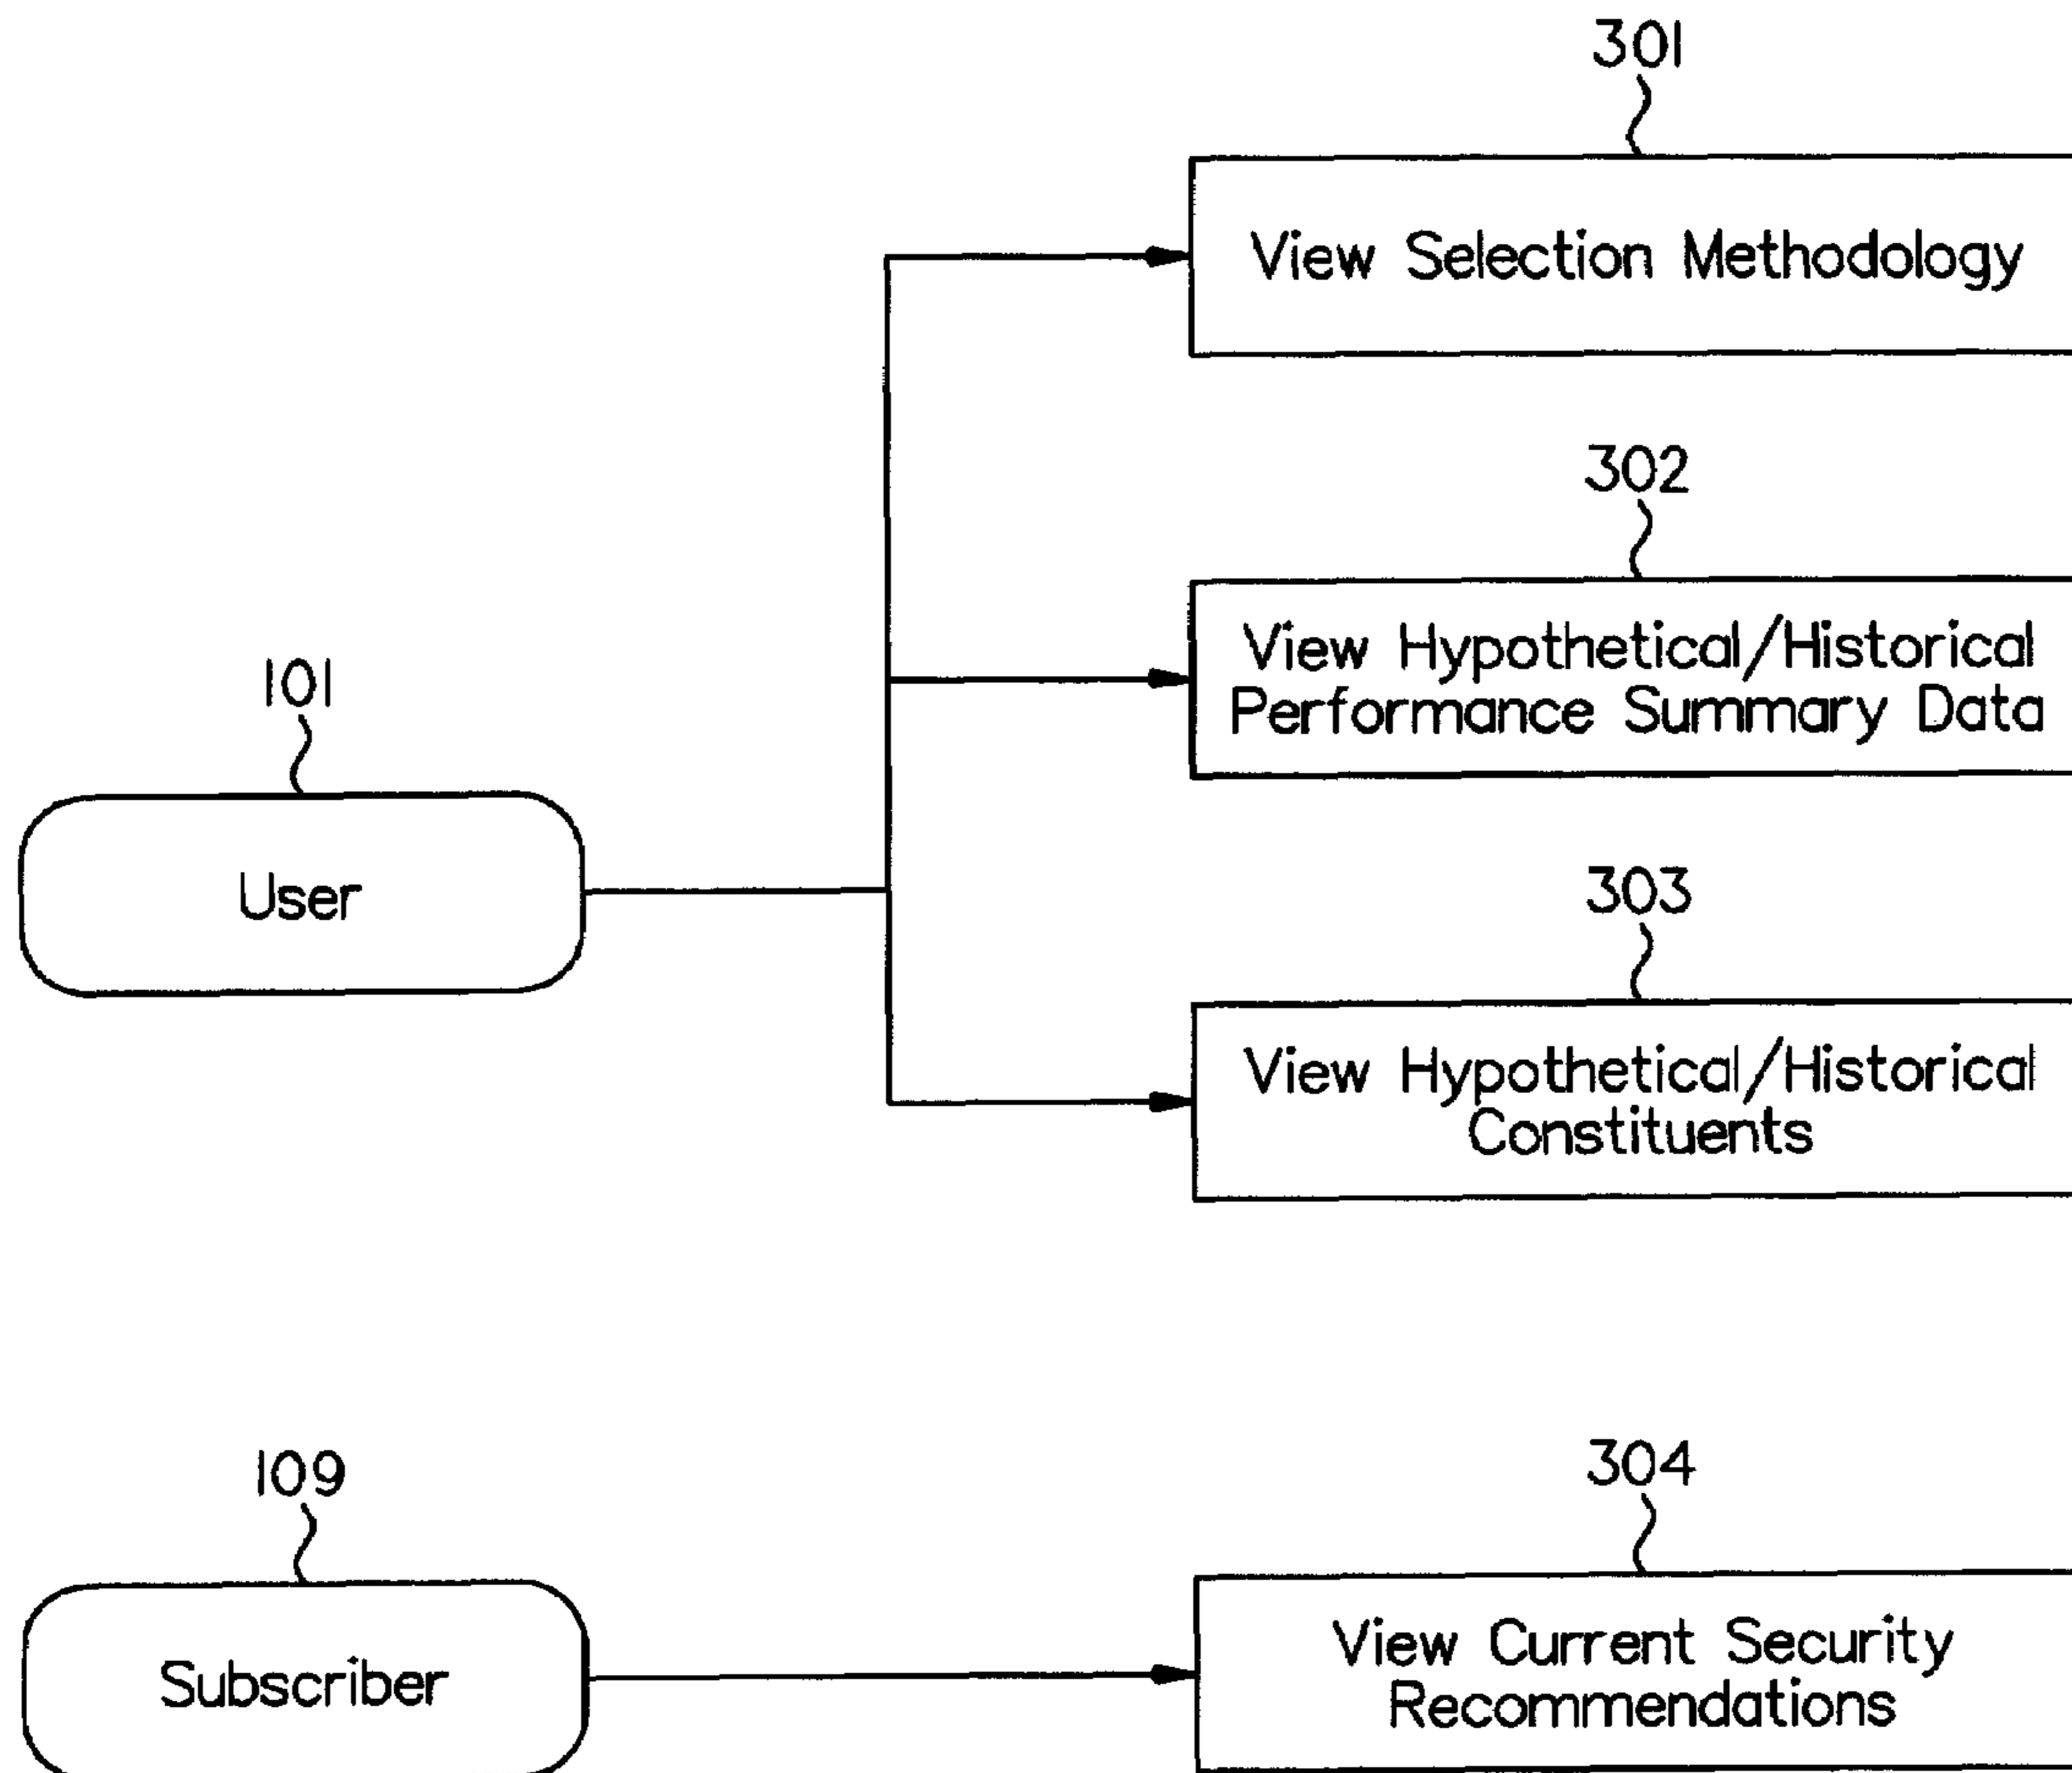 301
View Selection Methodology
302
View Hypothetical/Historical
Performance Summary Data
101
User
303
View Hypothetical/Historical
Constituents
109
Subscriber
304
View Current Security
Recommendations